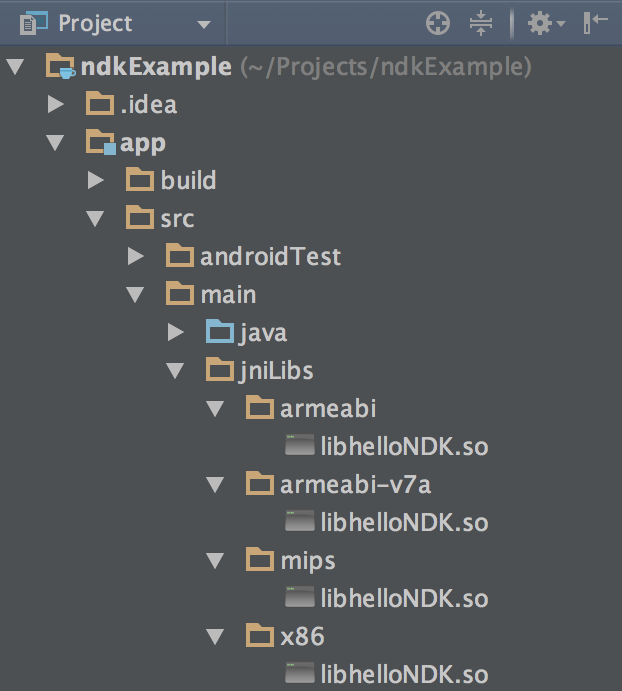 Project
ndkExample (~/Projects/ndkExample)
.idea
app
build
src
androidTest
main
java
jniLibs
armeabi
libhelloNDK.so
armeabi-v7a
libhelloNDK.so
mips
libhelloNDK.so
x86
libhelloNDK.so